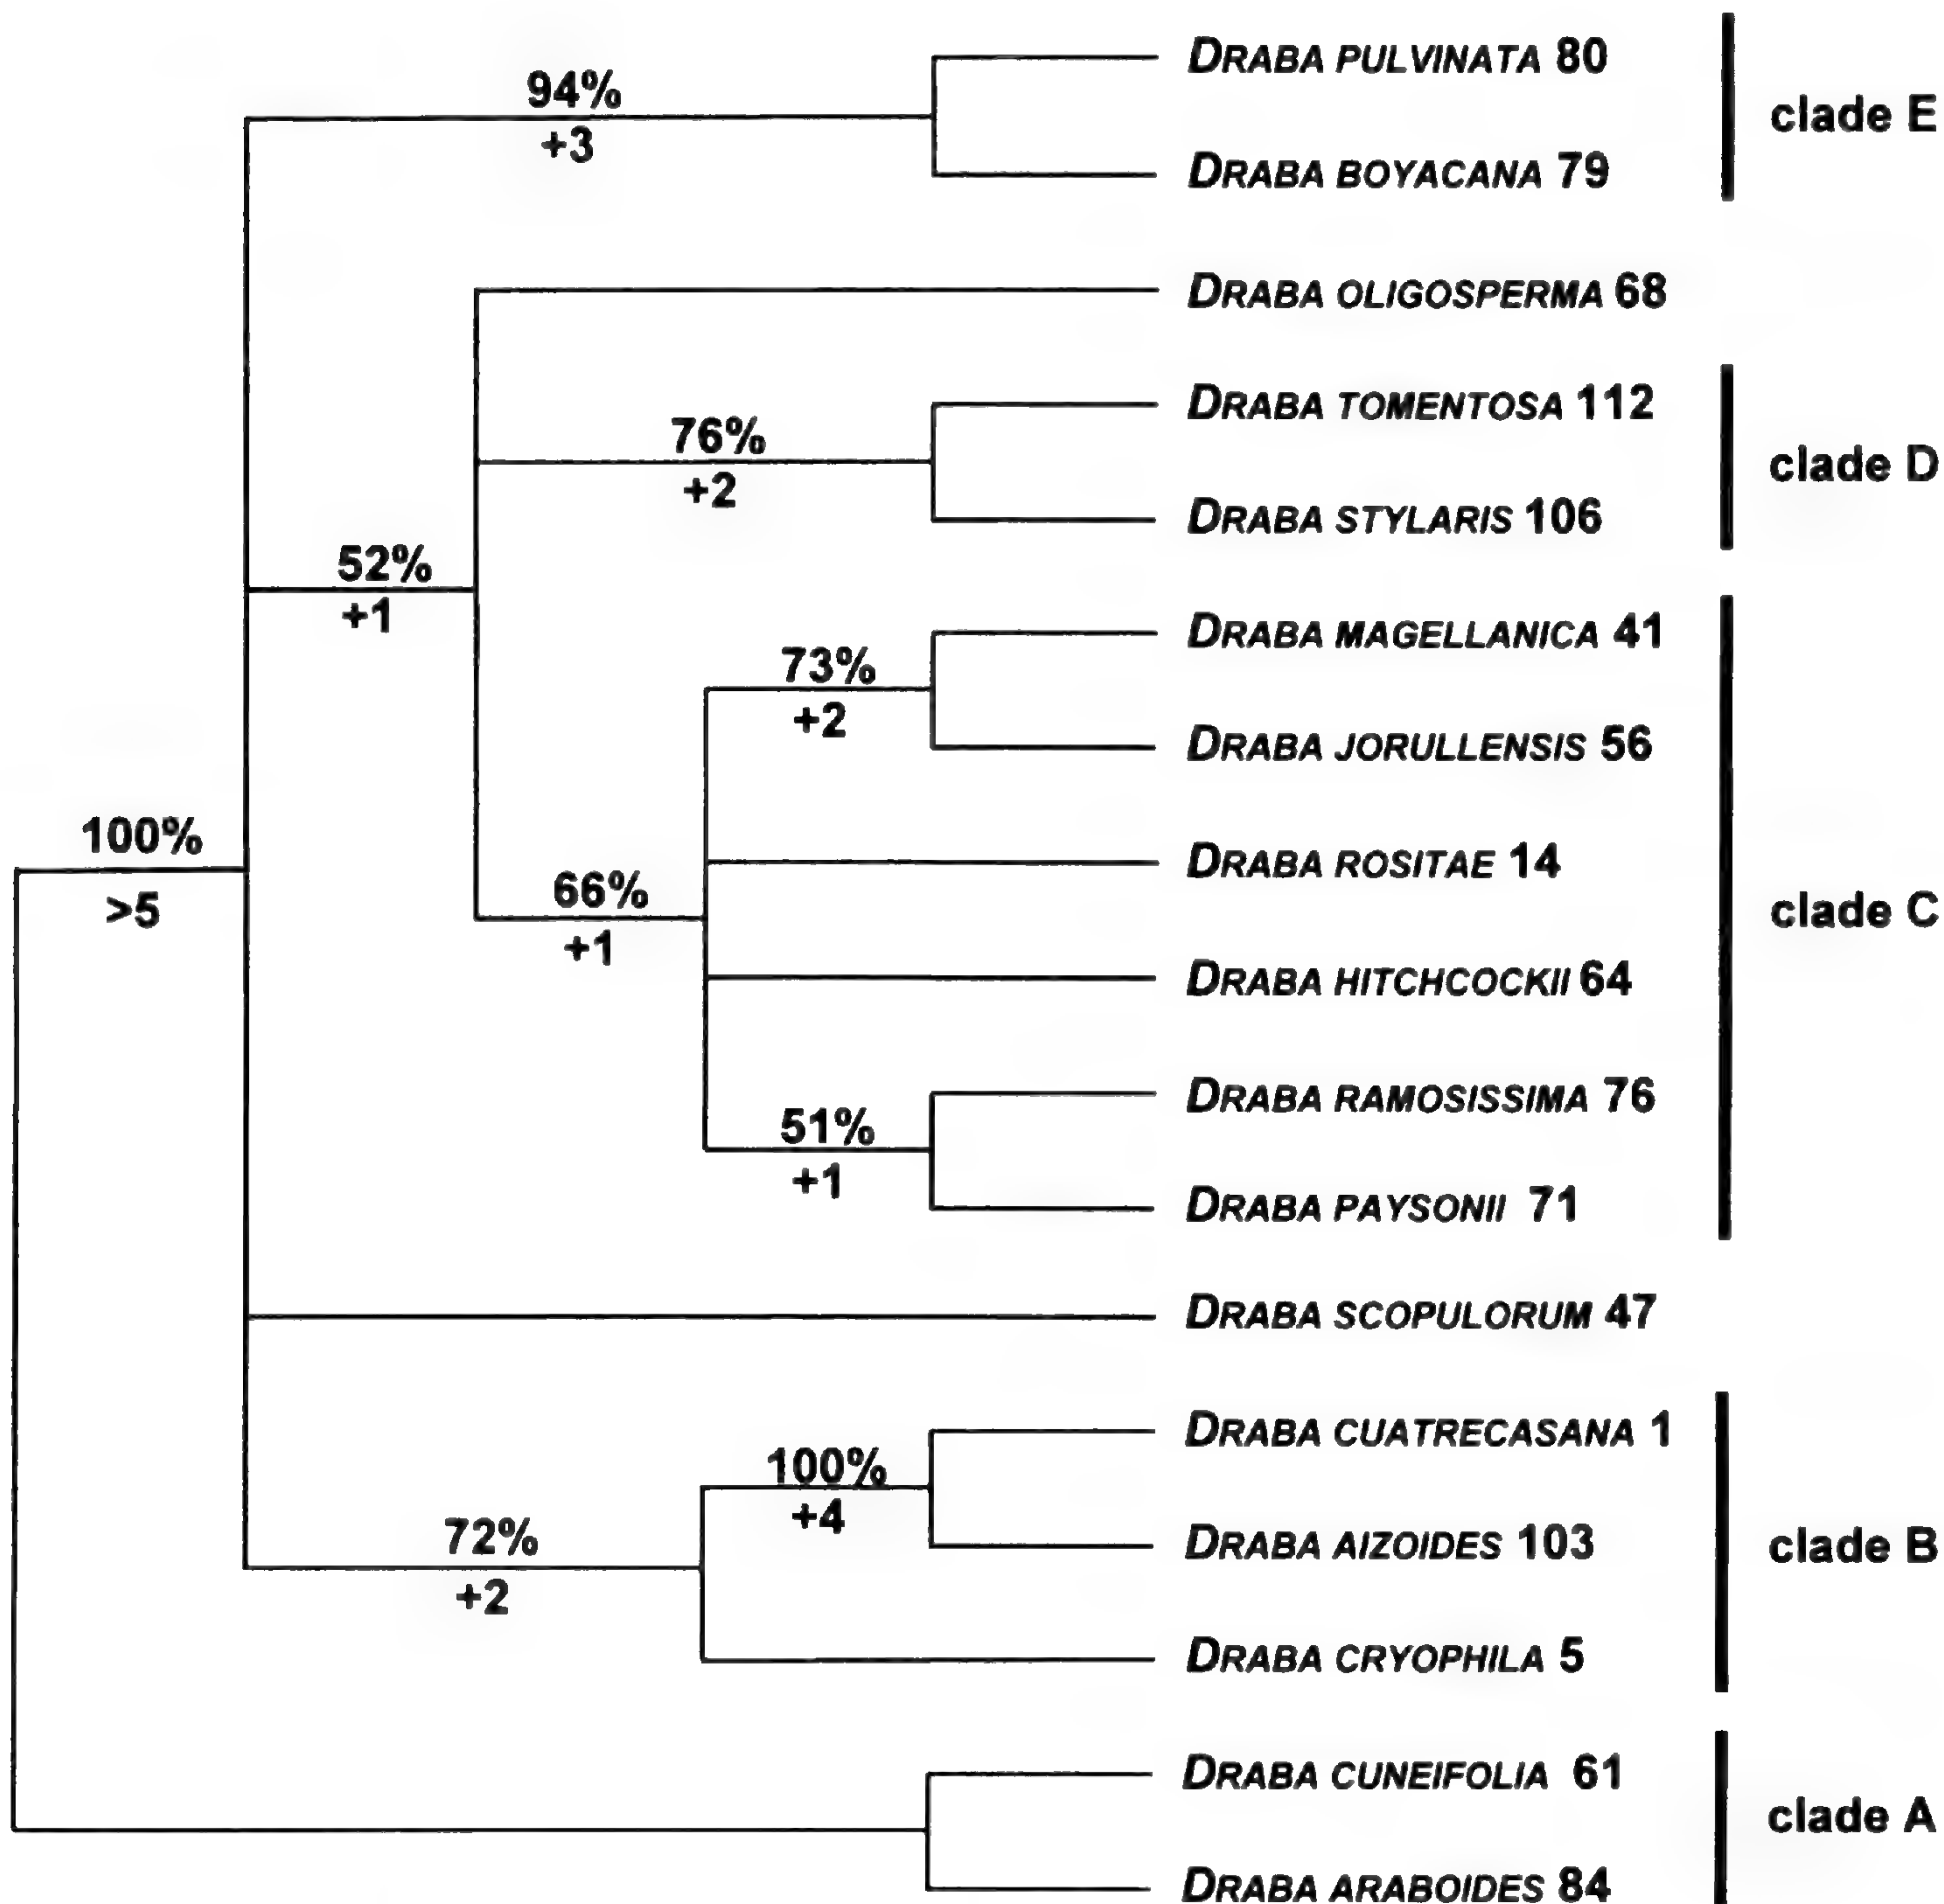 DRABA PULVINATA 80
94%
clade E
+3
DRABA BOYACANA 79
DRABA OLIGOSPERMA 68
DRABA TOMENTOSA 112
76%
clade D
+2
DRABA STYLARIS 106
52%
+1
DRABA MAGELLANICA 41
73%
+2
DRABA JORULLENSIS 56
100%
>5
DRABA ROSITAE 14
66%
clade C
+1
DRABA HITCHCOCKII 64
DRABA RAMOSISSIMA 76
51%
+1
DRABA PAYSONII 71
DRABA SCOPULORUM 47
DRABA CUATRECASANA 1
100%
+4
DRABA AIZOIDES 103
clade B
72%
+2
DRABA CRYOPHILA 5
DRABA CUNEIFOLIA 61
clade A
DRABA ARABOIDES 84